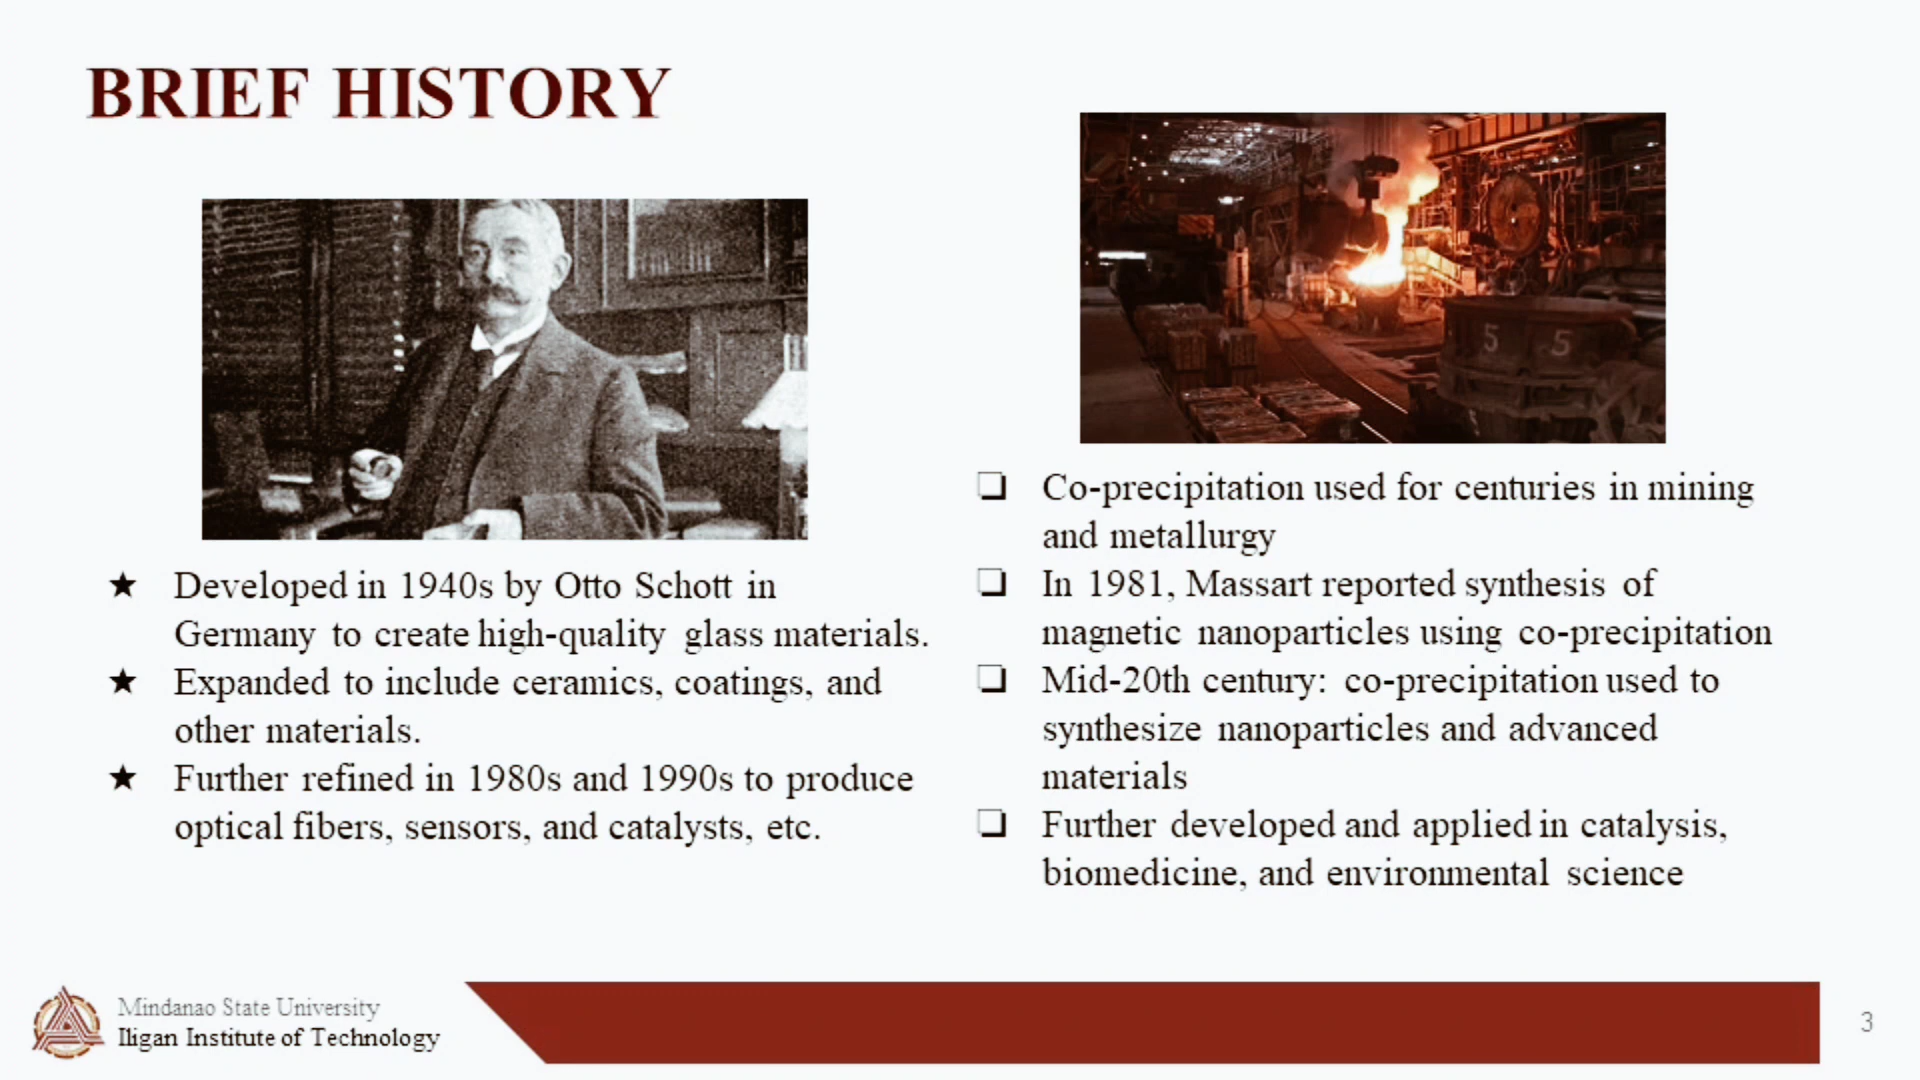 BRIEF HISTORY
★ Developed in 1940s by Otto Schott in
Germany to create high-quality glass materials.
★ Expanded to include ceramics, coatings, and
other materials.
★ Further refined in 1980s and 1990s to produce
optical fibers, sensors, and catalysts, etc.
5 5
❏ Co-precipitation used for centuries in mining
and metallurgy
❏ In 1981, Massart reported synthesis of
magnetic nanoparticles using co-precipitation
❏ Mid-20th century: co-precipitation used to
synthesize nanoparticles and advanced
materials
❏ Further developed and applied in catalysis,
biomedicine, and environmental science
Mindanao State University
Iligan Institute of Technology
3